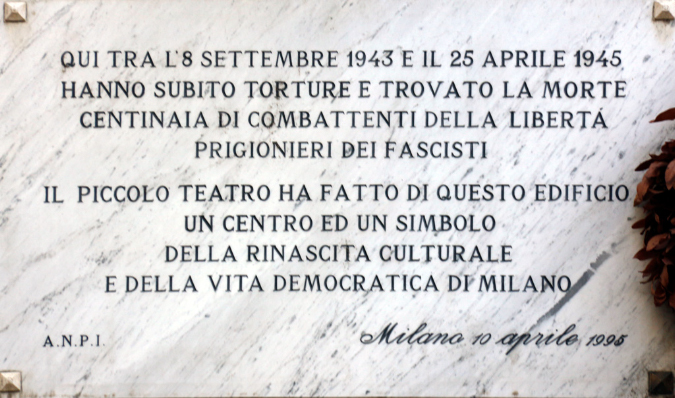 QUI TRA L'8 SETTEMBRE 1943 E IL 25 APRILE 1945
HANNO SUBITO TORTURE E TROVATO LA MORTE
CENTINAIA DI COMBATTENTI DELLA LIBERTÁ
PRIGIONIERI DEI FASCISTI
IL PICCOLO TEATRO HA FATTO DI QUESTO EDIFICIO
UN CENTRO ED UN SIMBOLO
DELLA RINASCITA CULTURALE
E DELLA VITA DEMOCRATICA DI MILANO
A.N.P.I. Milano 10 aprile 1995